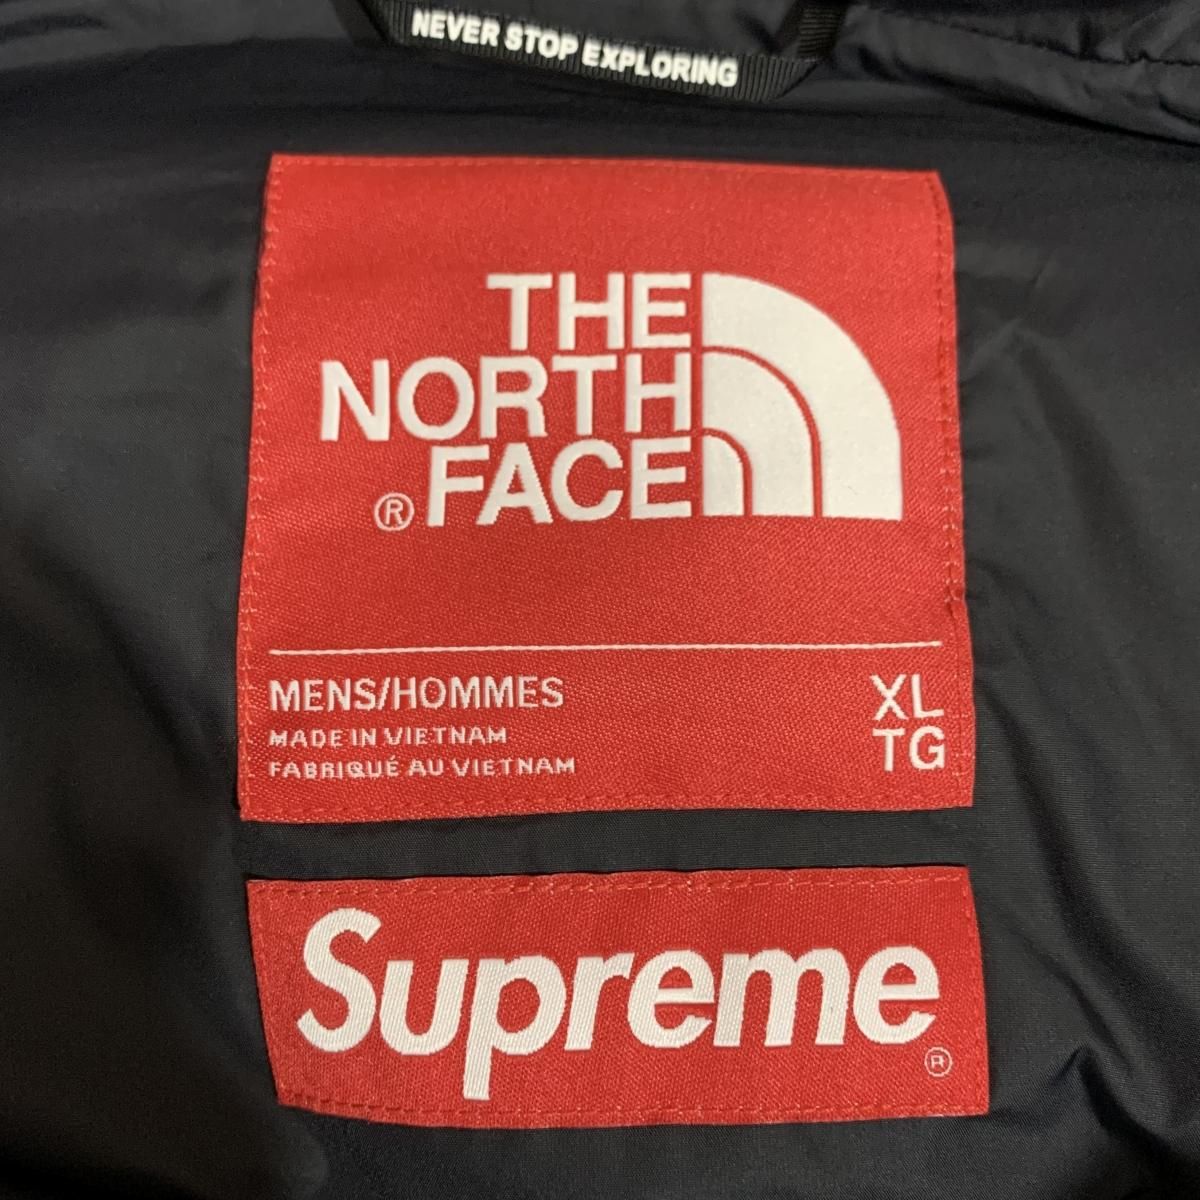 NEVER STOP EXPLORING
THE
NORTH
FACE
®
MENS/HOMMES
MADE IN VIETNAM
FABRIQUÉ AU VIETNAM
XL
TG
Supreme
®